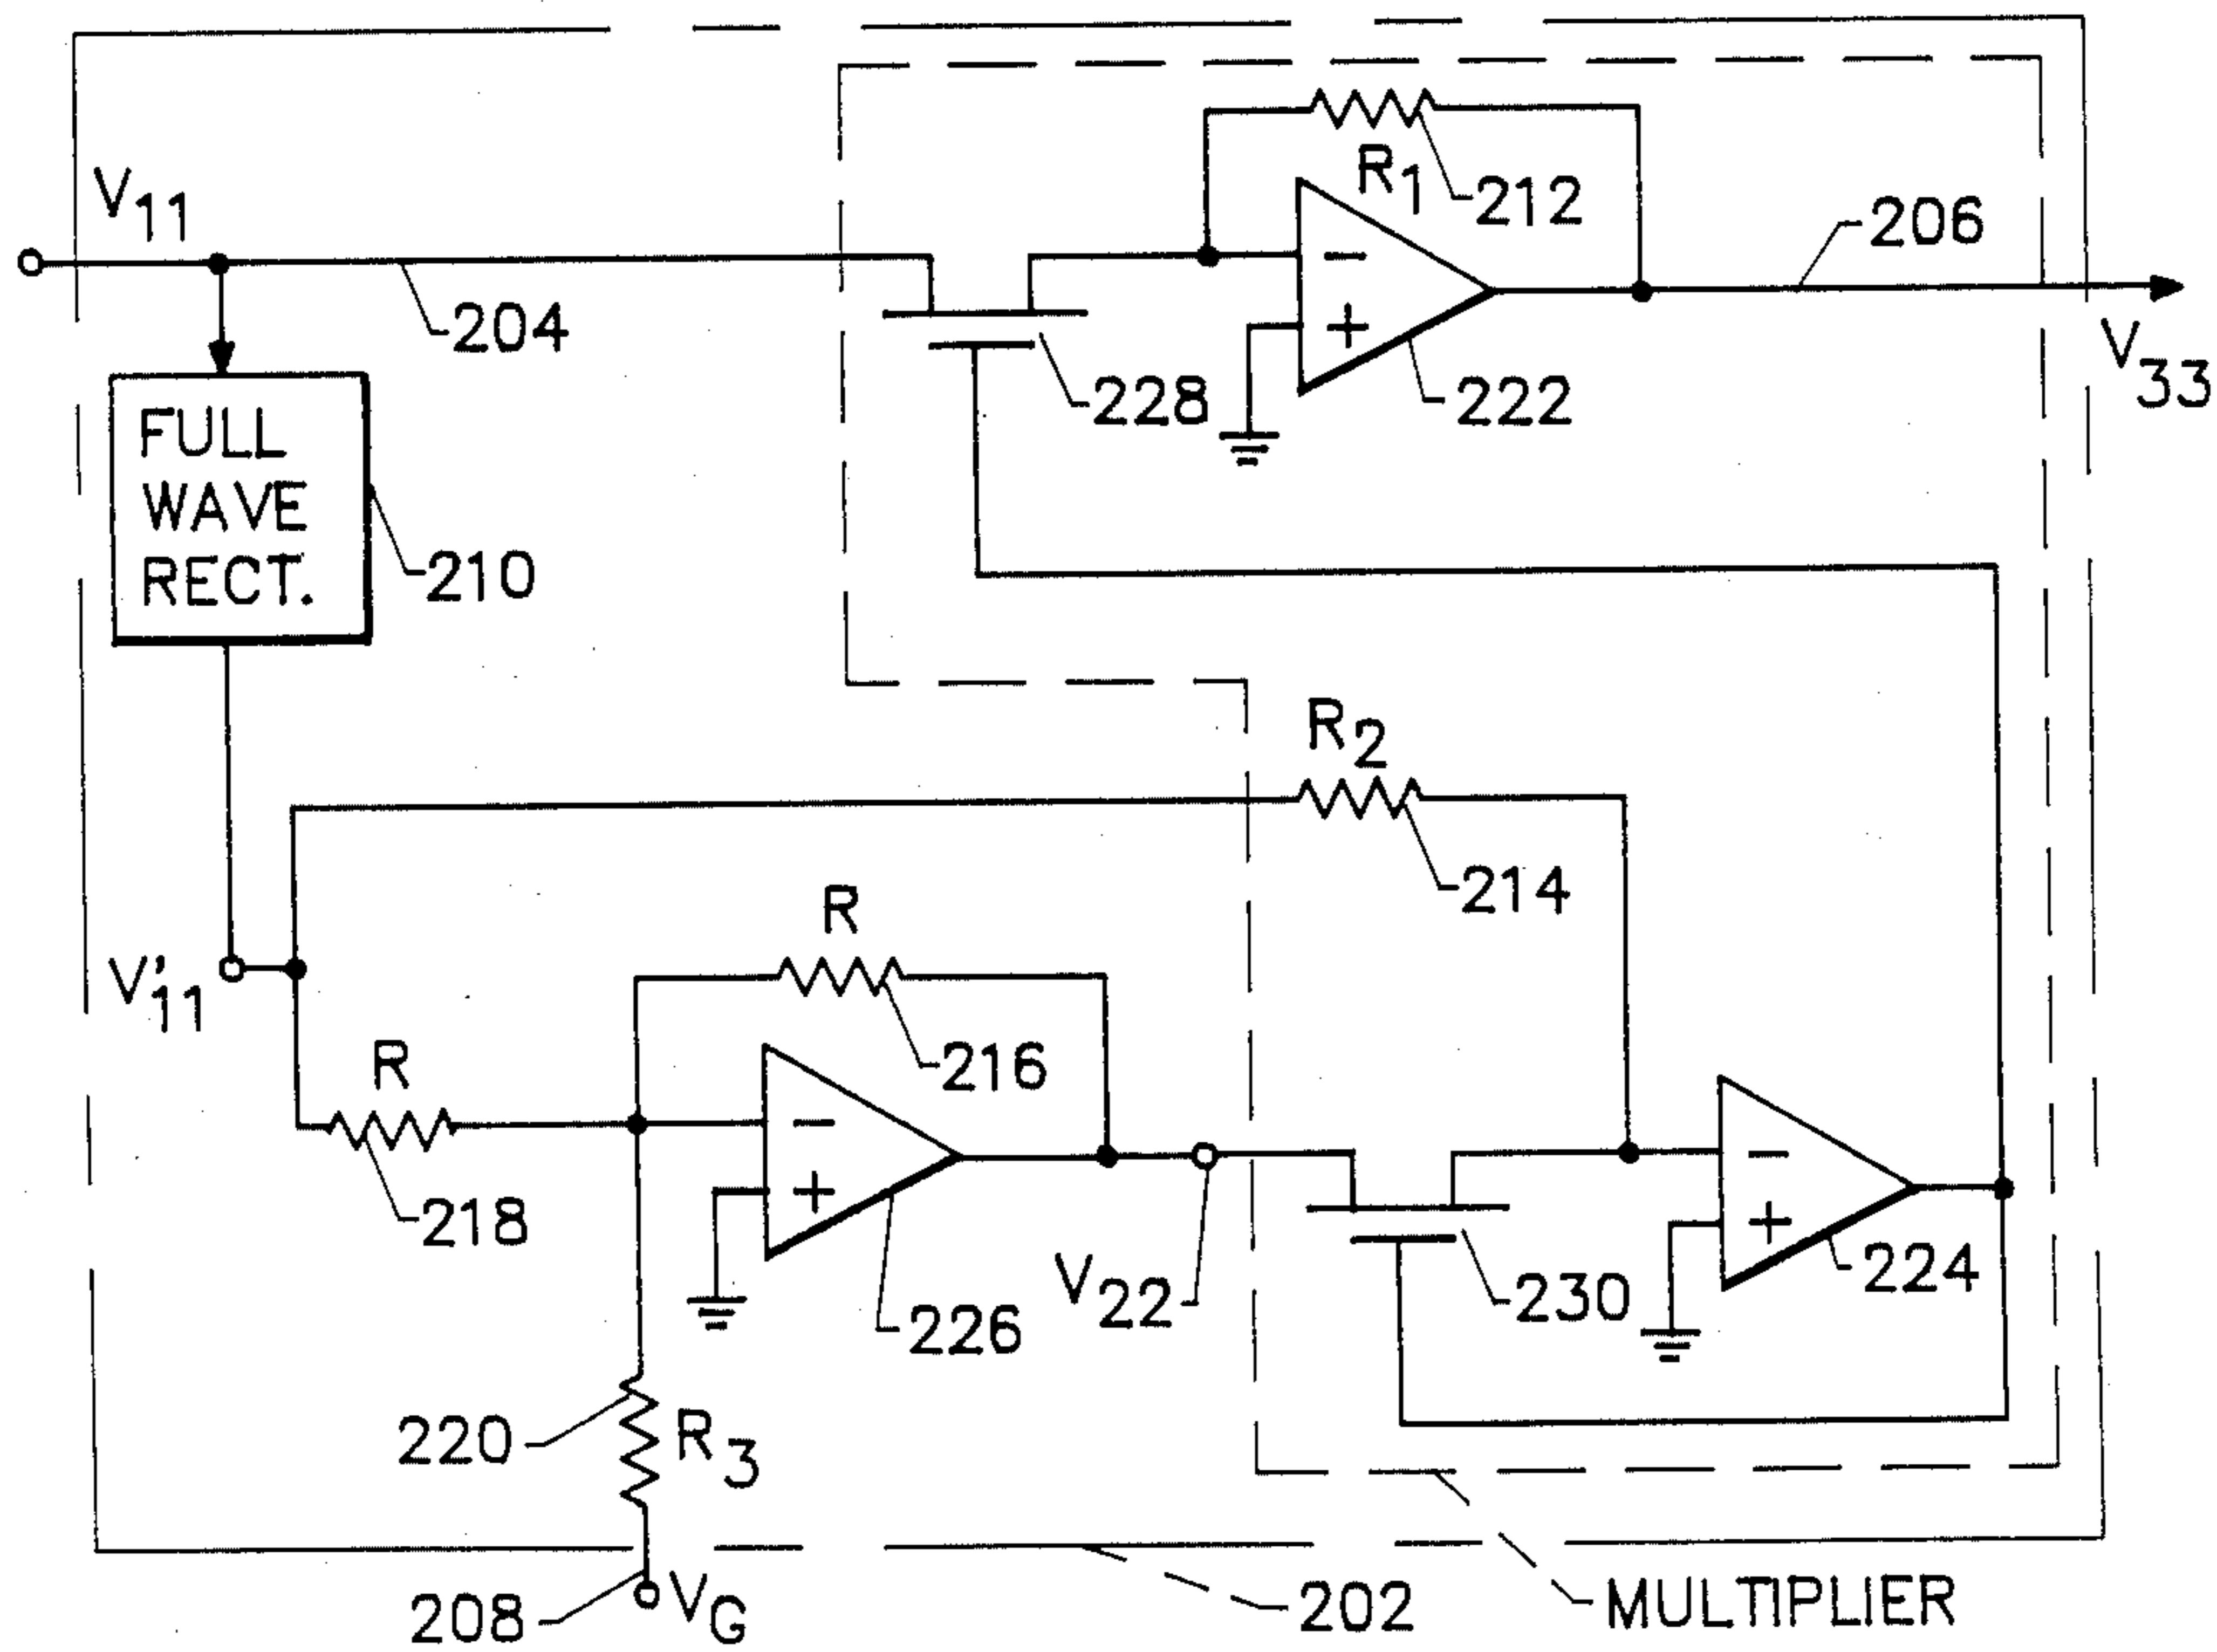 V11
R1
212
206
204
V33
228
222
FULL
WAVE
RECT.
210
R2
214
R
V'11
216
R
218
V22
230
224
226
220
R3
208
VG
202
MULTIPLIER